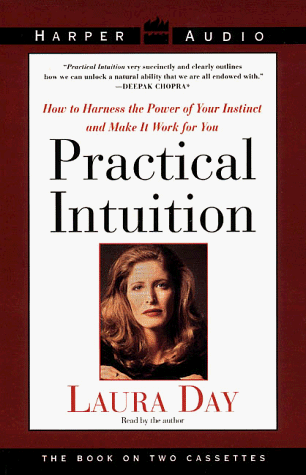 HARPER AUDIO
"Practical Intuition very succinctly and clearly outlines
how we can unlock a natural ability that we are all endowed with."
—DEEPAK CHOPRA*
How to Harness the Power of Your Instinct
and Make It Work for You
Practical
Intuition
LAURA DAY
Read by the author
THE BOOK ON TWO CASSETTES